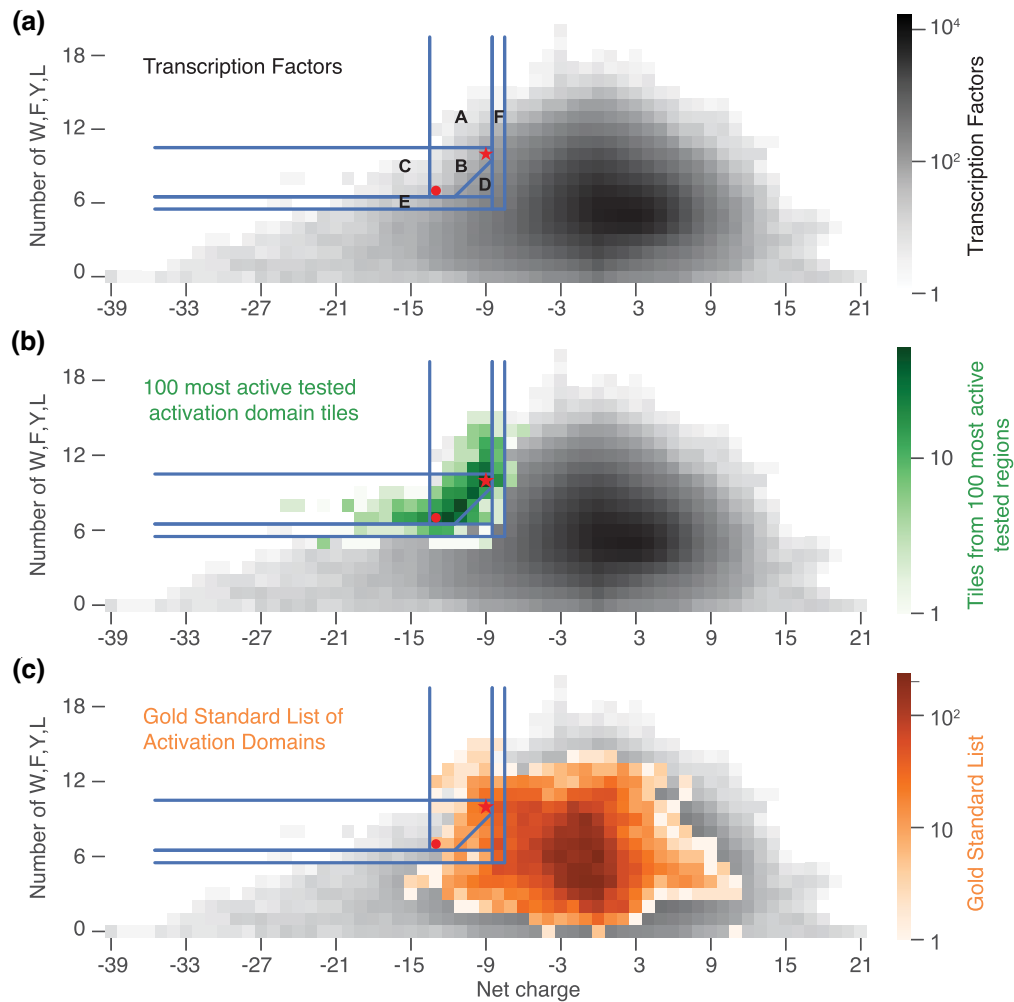 (a)
Transcription Factors
Number of W,F,Y,L
18
12
6
0
A
F
C
B
D
E
-39 -33 -27 -21 -15 -9 -3 3 9 15 21
10⁴
10²
1
Transcription Factors
(b)
100 most active tested
activation domain tiles
Number of W,F,Y,L
18
12
6
0
-39 -33 -27 -21 -15 -9 -3 3 9 15 21
10
1
Tiles from 100 most active
tested regions
(c)
Gold Standard List of
Activation Domains
Number of W,F,Y,L
18
12
6
0
-39 -33 -27 -21 -15 -9 -3 3 9 15 21
Net charge
10²
10
1
Gold Standard List